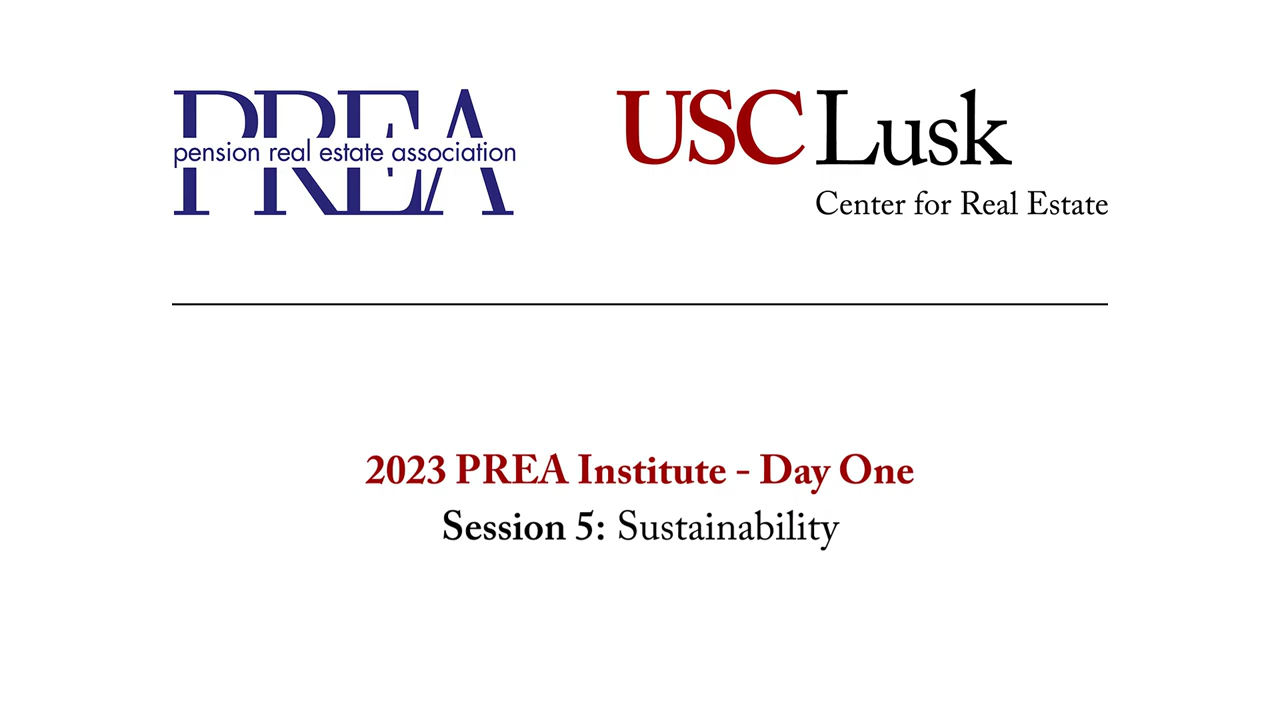 PREA
pension real estate association
USC Lusk
Center for Real Estate
2023 PREA Institute - Day One
Session 5: Sustainability